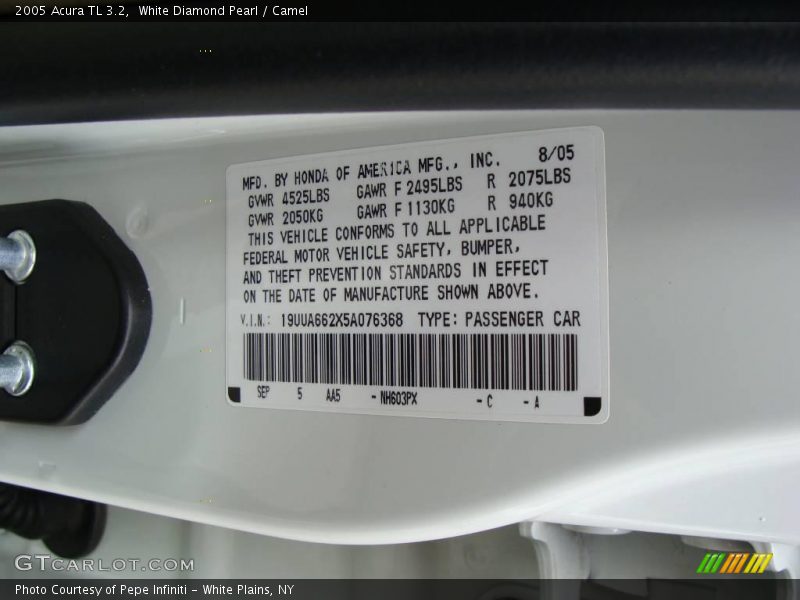 2005 Acura TL 3.2, White Diamond Pearl / Camel
MFD. BY HONDA OF AMERICA MFG., INC. 8/05
GVWR 4525LBS GAWR F 2495LBS R 2075LBS
GVWR 2050KG GAWR F 1130KG R 940KG
THIS VEHICLE CONFORMS TO ALL APPLICABLE
FEDERAL MOTOR VEHICLE SAFETY, BUMPER,
AND THEFT PREVENTION STANDARDS IN EFFECT
ON THE DATE OF MANUFACTURE SHOWN ABOVE.
V.I.N.: 19UUA662X5A076368 TYPE: PASSENGER CAR
SEP 5 AA5 - NH603PX - C - A
GTCARLOT.COM
Photo Courtesy of Pepe Infiniti - White Plains, NY